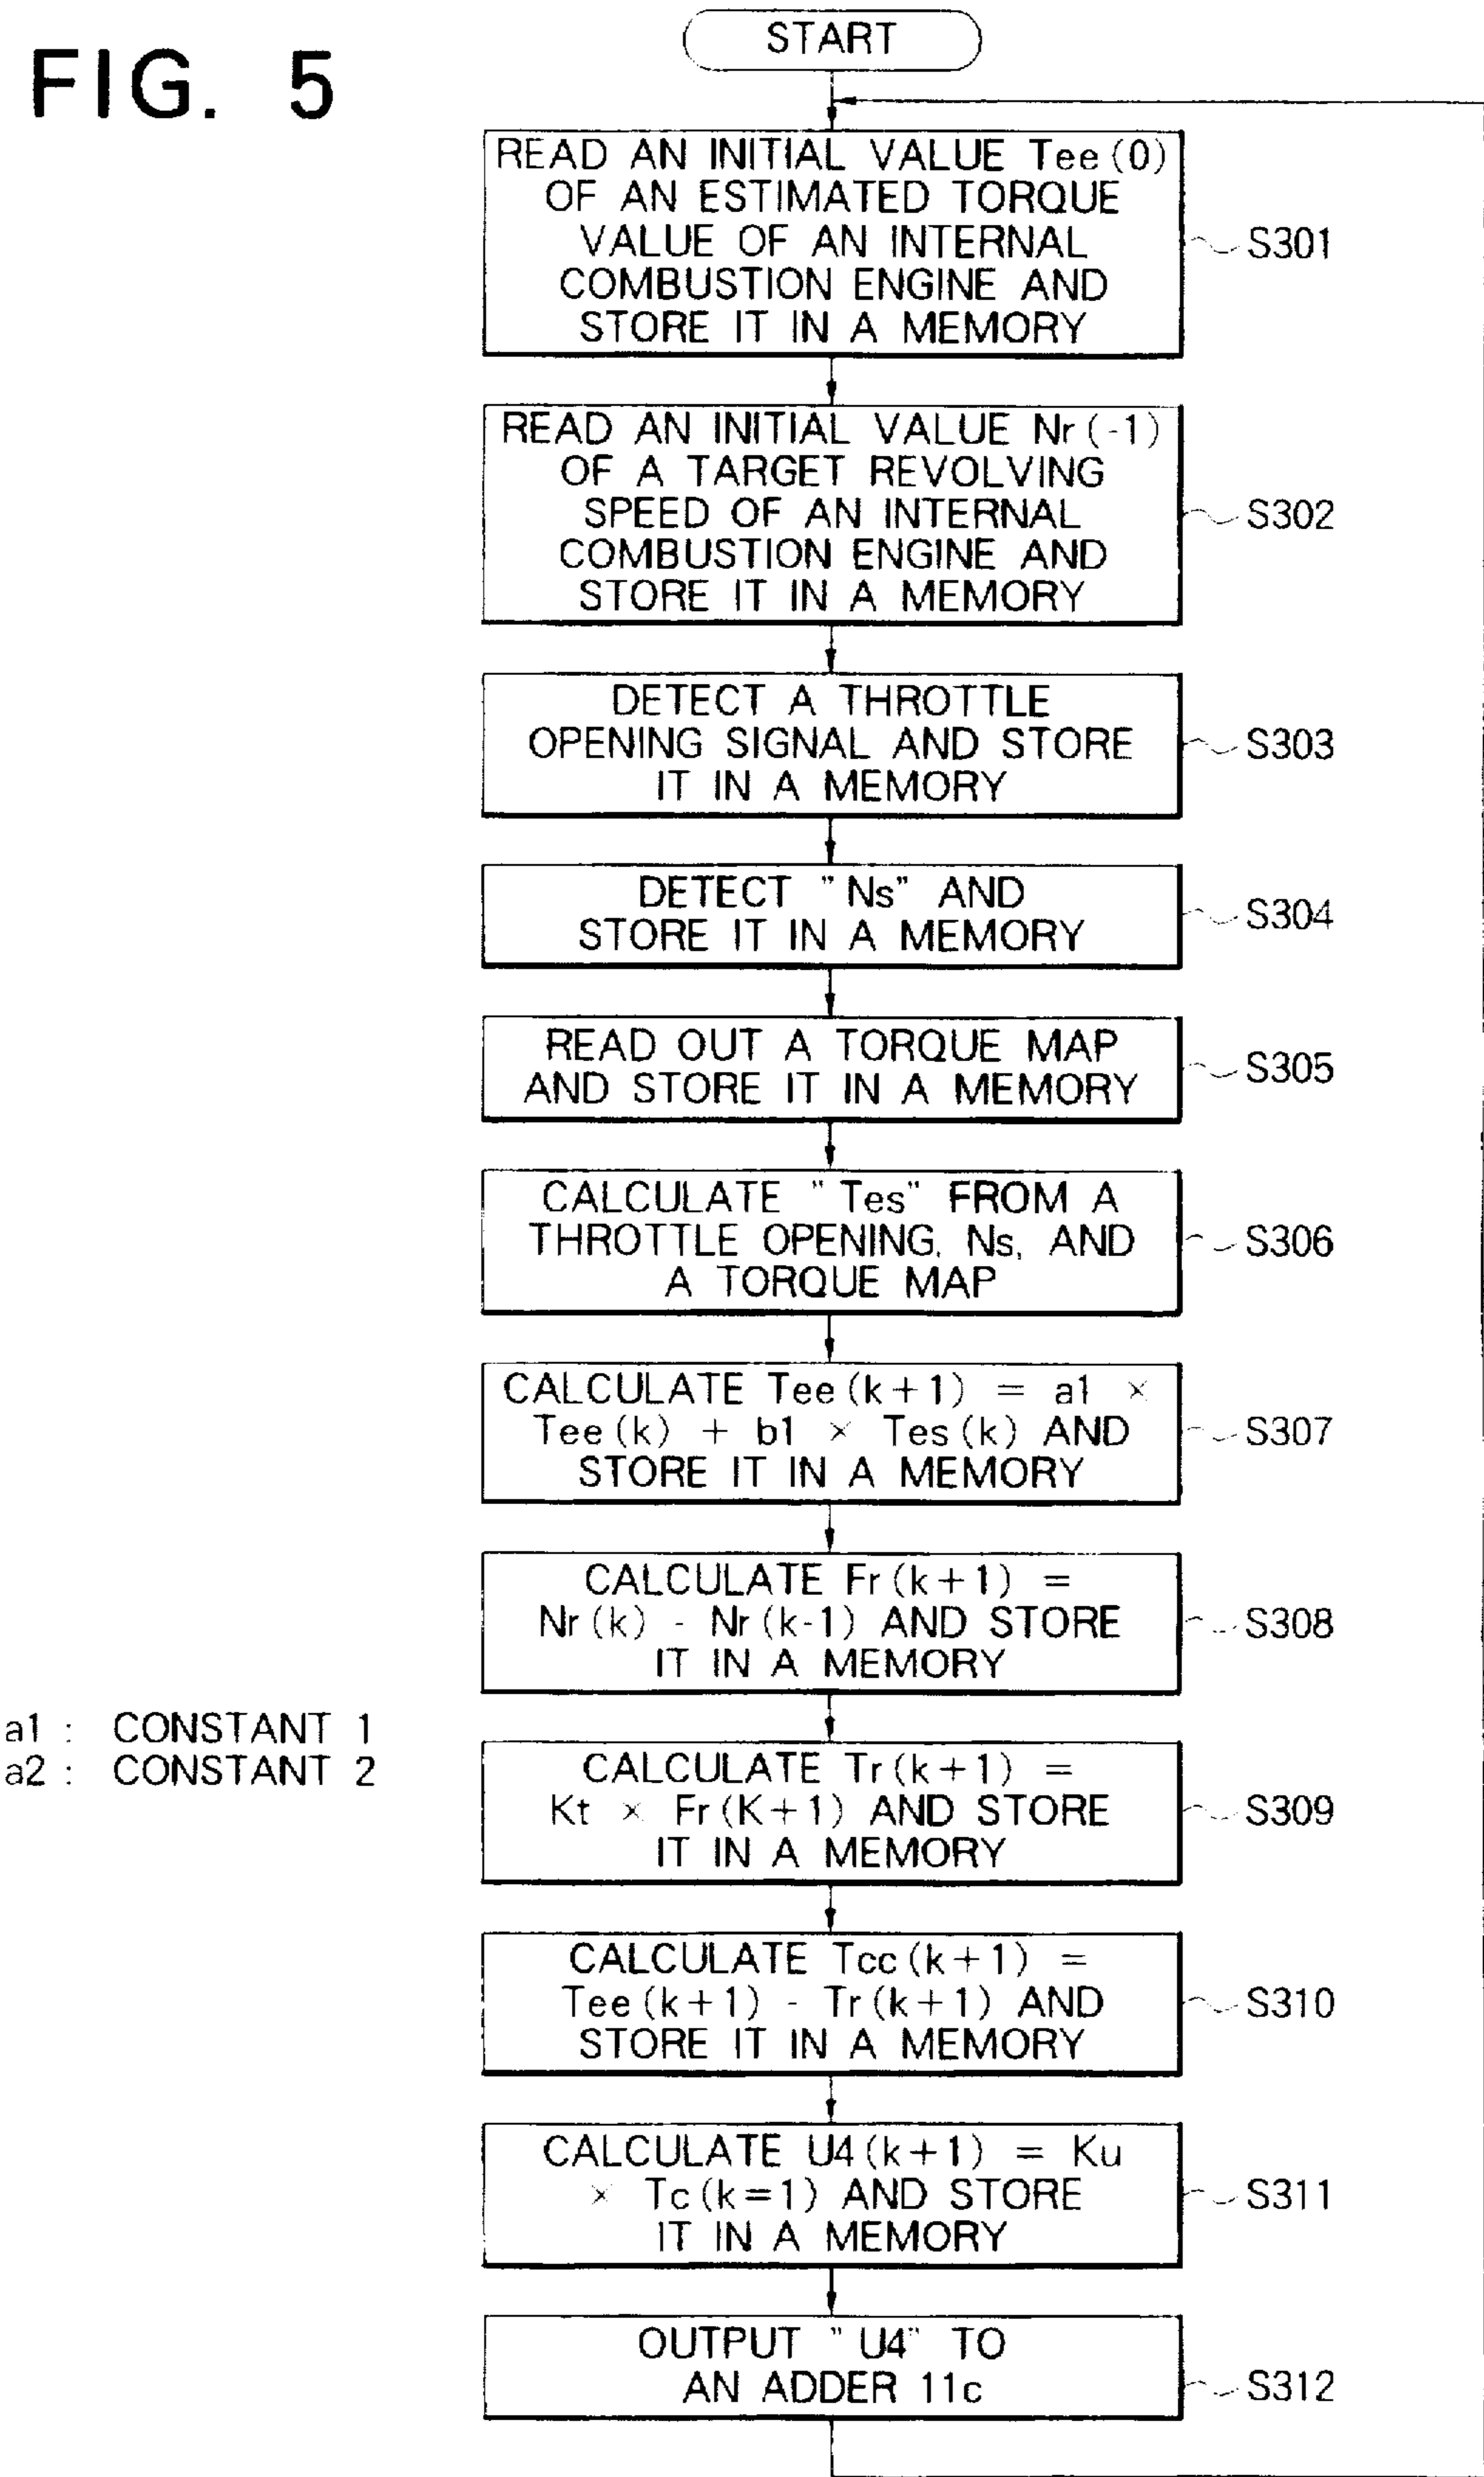 FIG. 5
START
READ AN INITIAL VALUE Tee(0)
OF AN ESTIMATED TORQUE
VALUE OF AN INTERNAL
COMBUSTION ENGINE AND
STORE IT IN A MEMORY
S301
READ AN INITIAL VALUE Nr(-1)
OF A TARGET REVOLVING
SPEED OF AN INTERNAL
COMBUSTION ENGINE AND
STORE IT IN A MEMORY
S302
DETECT A THROTTLE
OPENING SIGNAL AND STORE
IT IN A MEMORY
S303
DETECT "Ns" AND
STORE IT IN A MEMORY
S304
READ OUT A TORQUE MAP
AND STORE IT IN A MEMORY
S305
CALCULATE "Tes" FROM A
THROTTLE OPENING, Ns, AND
A TORQUE MAP
S306
CALCULATE Tee(k+1) = a1 ×
Tee(k) + b1 × Tes(k) AND
STORE IT IN A MEMORY
S307
CALCULATE Fr(k+1) =
Nr(k) - Nr(k-1) AND STORE
IT IN A MEMORY
S308
a1 : CONSTANT 1
a2 : CONSTANT 2
CALCULATE Tr(k+1) =
Kt × Fr(K+1) AND STORE
IT IN A MEMORY
S309
CALCULATE Tcc(k+1) =
Tee(k+1) - Tr(k+1) AND
STORE IT IN A MEMORY
S310
CALCULATE U4(k+1) = Ku
× Tc(k=1) AND STORE
IT IN A MEMORY
S311
OUTPUT "U4" TO
AN ADDER 11c
S312